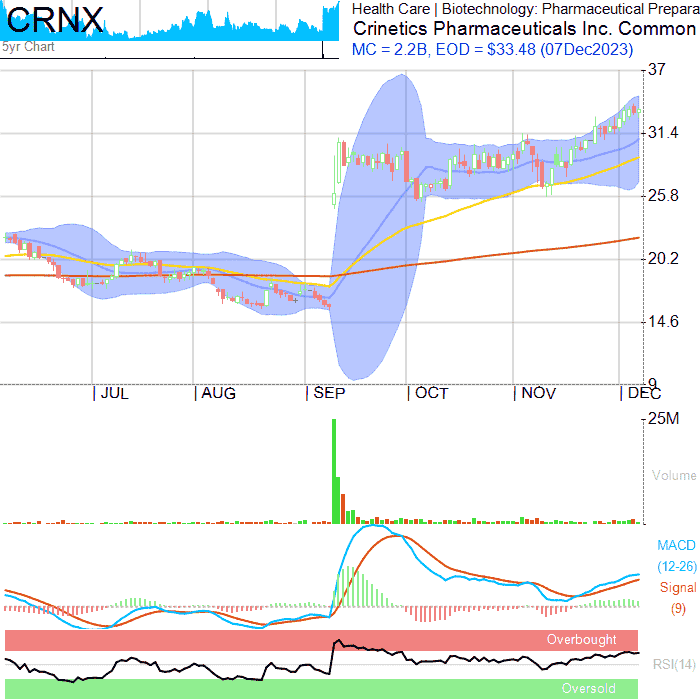 CRNX
Health Care | Biotechnology: Pharmaceutical Prepara
Crinetics Pharmaceuticals Inc. Common
5yr Chart
MC = 2.2B, EOD = $33.48 (07Dec2023)
37
31.4
25.8
20.2
14.6
9
JUL
AUG
SEP
OCT
NOV
DEC
25M
Volume
MACD
(12-26)
Signal
(9)
Overbought
RSI(14)
Oversold